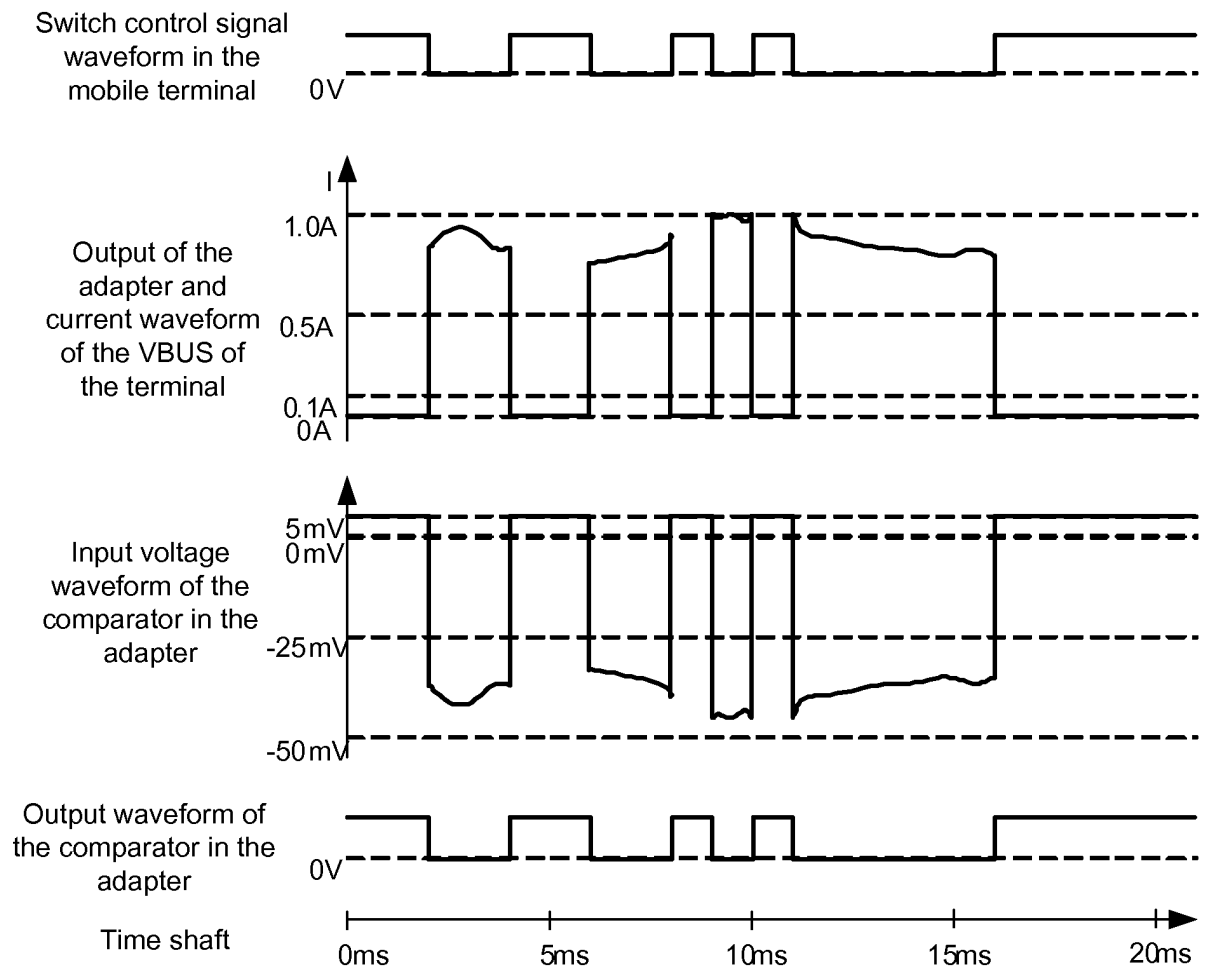 Switch control signal
waveform in the
mobile terminal
0V
I
1.0A
Output of the
adapter and
current waveform
of the VBUS of
the terminal
0.5A
0.1A
0A
5mV
0mV
Input voltage
waveform of the
comparator in the
adapter
-25mV
-50mV
Output waveform of
the comparator in the
adapter
0V
Time shaft
0ms
5ms
10ms
15ms
20ms